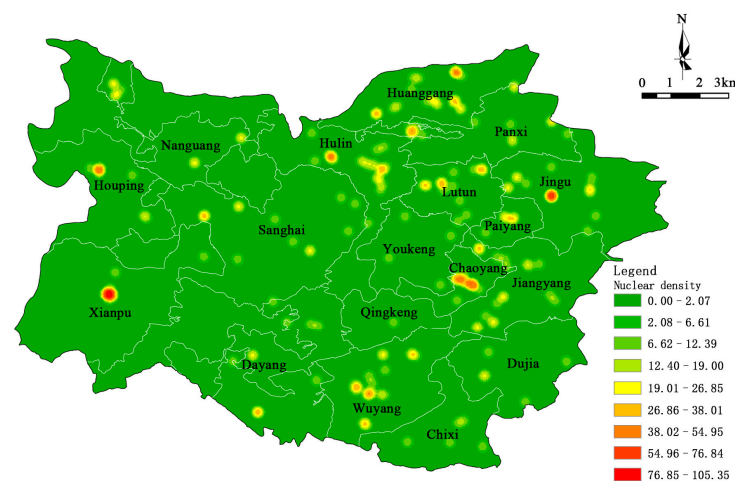 N
0 1 2 3km
Huanggang
Panxi
Hulin
Nanguang
Houping
Lutun
Jingu
Paiyang
Sanghai
Youkeng
Chaoyang
Jiangyang
Xianpu
Qingkeng
Dayang
Dujia
Wuyang
Chixi
Legend
Nuclear density
0.00-2.07
2.08-6.61
6.62-12.39
12.40-19.00
19.01-26.85
26.86-38.01
38.02-54.95
54.96-76.84
76.85-105.35